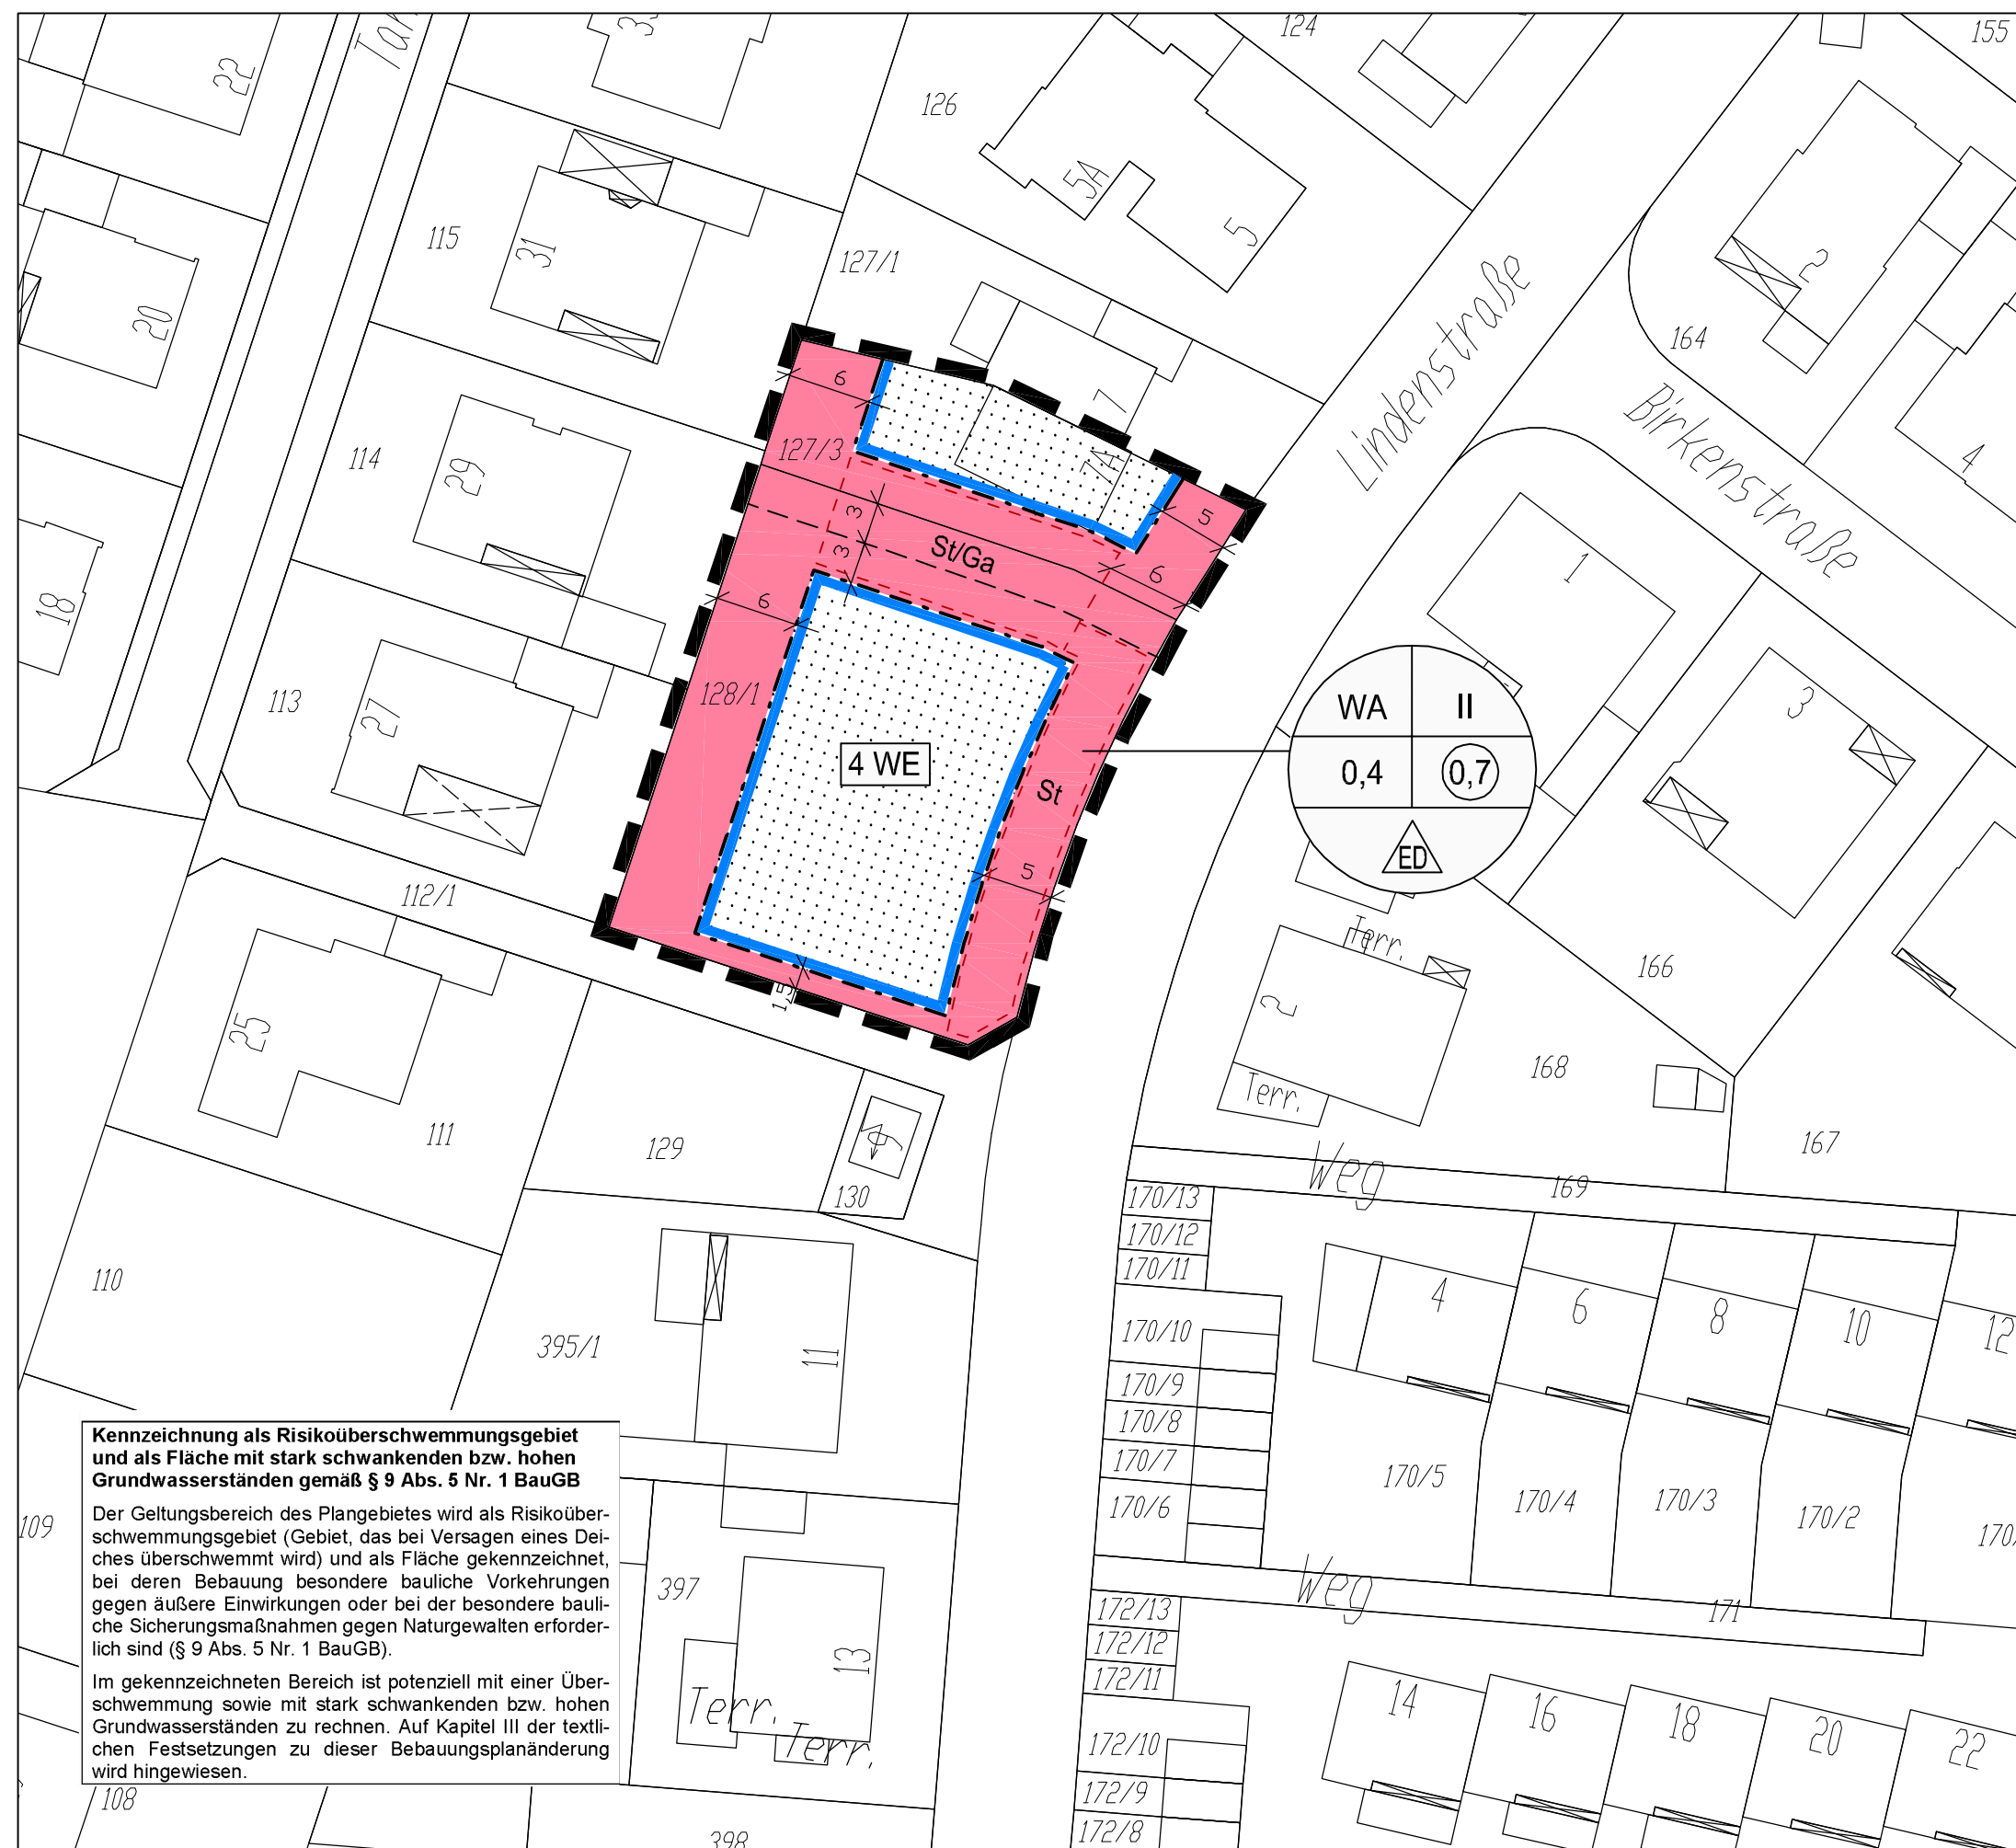 22
33
126
124
155
5A
5
115
31
20
127/1
2
164
Lindenstraße
Birkenstraße
4
114
29
18
7
7A
6
127/3
5
3
3
St/Ga
6
6
1
3
113
27
128/1
4 WE
St
5
1,5
WA
II
0,4
0,7
ED
112/1
Terr.
166
25
2
168
Terr.
111
129
130
167
Weg
169
170/13
170/12
170/11
110
395/1
11
170/10
170/9
170/8
170/7
170/6
4
6
8
10
12
170/5
170/4
170/3
170/2
109
Kennzeichnung als Risikoüberschwemmungsgebiet
und als Fläche mit stark schwankenden bzw. hohen
Grundwasserständen gemäß § 9 Abs. 5 Nr. 1 BauGB
Der Geltungsbereich des Plangebietes wird als Risikoüber-
schwemmungsgebiet (Gebiet, das bei Versagen eines Dei-
ches überschwemmt wird) und als Fläche gekennzeichnet,
bei deren Bebauung besondere bauliche Vorkehrungen
gegen äußere Einwirkungen oder bei der besondere bauli-
che Sicherungsmaßnahmen gegen Naturgewalten erforder-
lich sind (§ 9 Abs. 5 Nr. 1 BauGB).
Im gekennzeichneten Bereich ist potenziell mit einer Über-
schwemmung sowie mit stark schwankenden bzw. hohen
Grundwasserständen zu rechnen. Auf Kapitel III der textli-
chen Festsetzungen zu dieser Bebauungsplanänderung
wird hingewiesen.
397
13
Terr.
Terr.
Weg
171
172/13
172/12
172/11
172/10
172/9
172/8
14
16
18
20
22
108
398